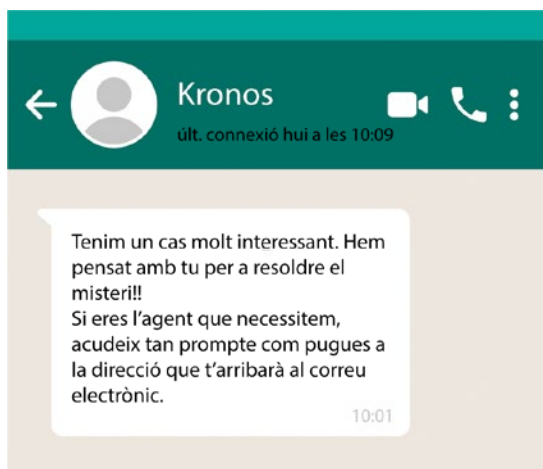 Kronos
últ. connexió hui a les 10:09
Tenim un cas molt interessant. Hem
pensat amb tu per a resoldre el
misteri!!
Si eres l'agent que necessitem,
acudeix tan prompte com pugues a
la direcció que t'arribarà al correu
electrònic.
10:01